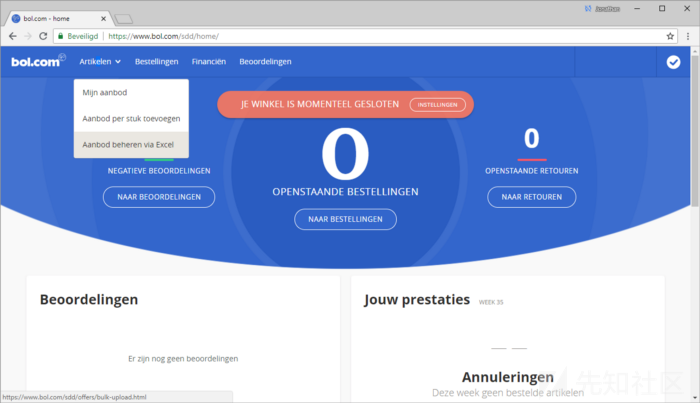 bol.com - home
Jonathan
Beveiligd
https://www.bol.com/sdd/home/
bol.com
Artikelen
Bestellingen
Financiën
Beoordelingen
Mijn aanbod
Aanbod per stuk toevoegen
Aanbod beheren via Excel
JE WINKEL IS MOMENTEEL GESLOTEN
INSTELLINGEN
NEGATIEVE BEOORDELINGEN
NAAR BEOORDELINGEN
0
OPENSTAANDE BESTELLINGEN
NAAR BESTELLINGEN
0
OPENSTAANDE RETOUREN
NAAR RETOUREN
Beoordelingen
Er zijn nog geen beoordelingen
Jouw prestaties WEEK 35
Annuleringen
Deze week geen bestelde artikelen
https://www.bol.com/sdd/offers/bulk-upload.html
先知社区